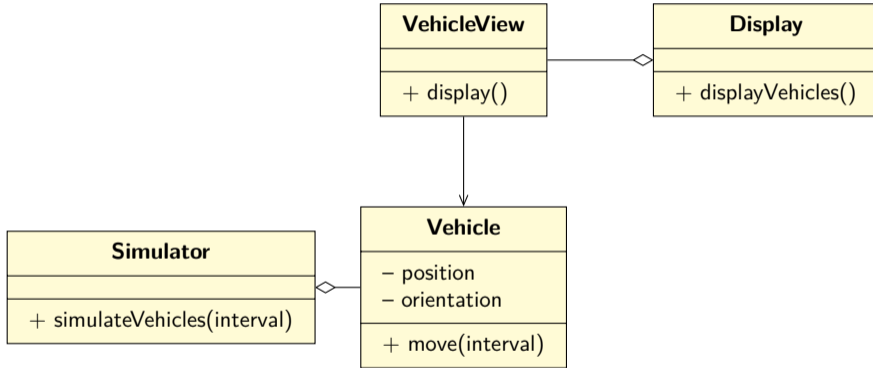 VehicleView
+ display()
Display
+ displayVehicles()
Simulator
+ simulateVehicles(interval)
Vehicle
– position
– orientation
+ move(interval)